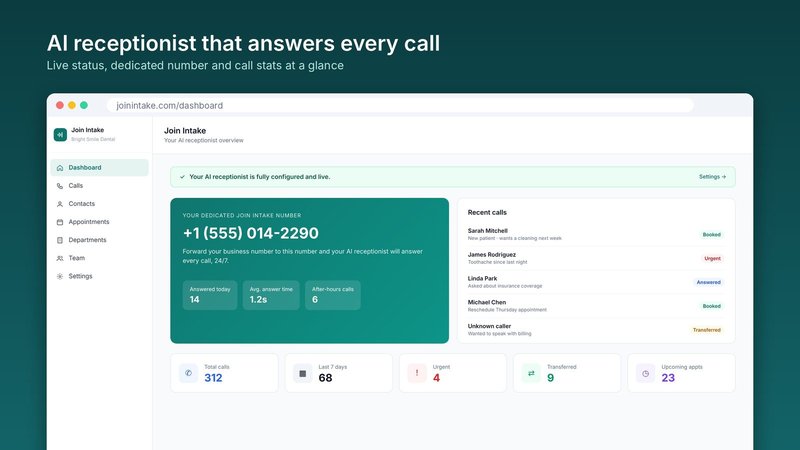 AI receptionist that answers every call
Live status, dedicated number and call stats at a glance
joinintake.com/dashboard
Join Intake
Bright Smile Dental
Dashboard
Calls
Contacts
Appointments
Departments
Team
Settings
Join Intake
Your AI receptionist overview
✓ Your AI receptionist is fully configured and live.
Settings →
YOUR DEDICATED JOIN INTAKE NUMBER
+1 (555) 014-2290
Forward your business number to this number and your AI receptionist will answer
every call, 24/7.
Answered today
14
Avg. answer time
1.2s
After-hours calls
6
Recent calls
Sarah Mitchell
New patient · wants a cleaning next week
Booked
James Rodriguez
Toothache since last night
Urgent
Linda Park
Asked about insurance coverage
Answered
Michael Chen
Reschedule Thursday appointment
Booked
Unknown caller
Wanted to speak with billing
Transferred
Total calls
312
Last 7 days
68
Urgent
4
Transferred
9
Upcoming appts
23